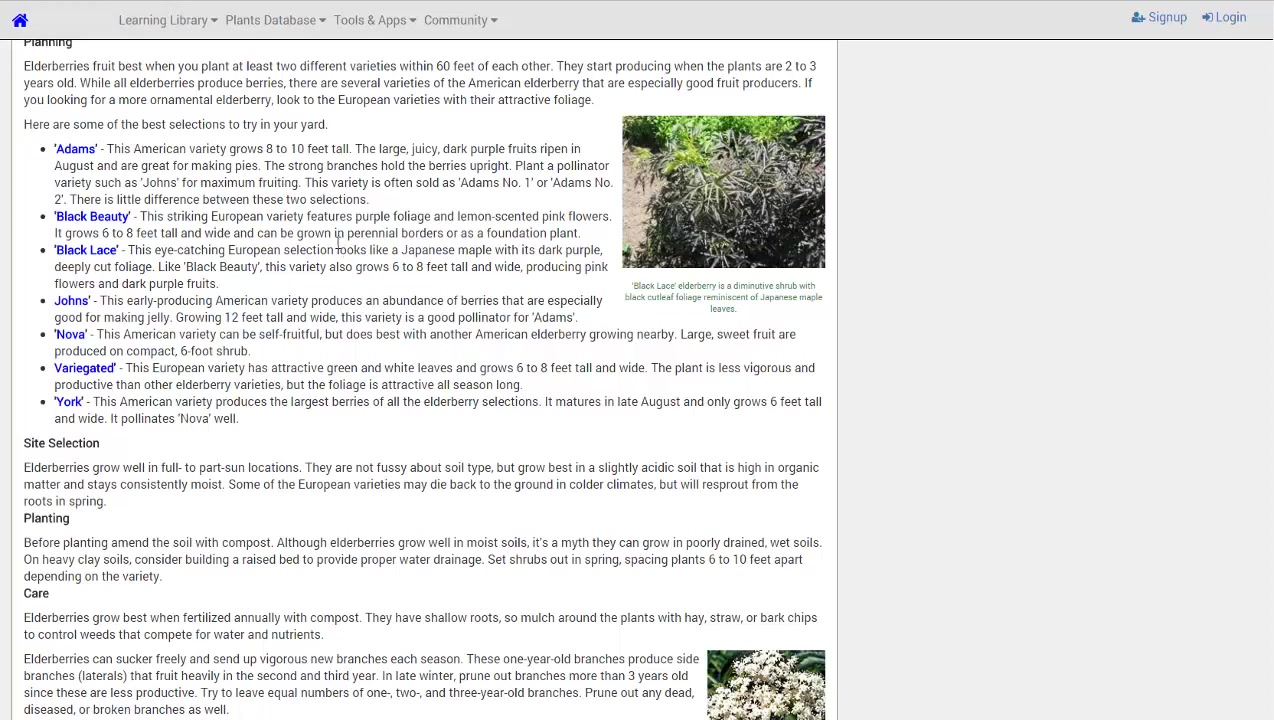 Learning Library Plants Database Tools & Apps Community Signup Login
Planning
Elderberries fruit best when you plant at least two different varieties within 60 feet of each other. They start producing when the plants are 2 to 3
years old. While all elderberries produce berries, there are several varieties of the American elderberry that are especially good fruit producers. If
you looking for a more ornamental elderberry, look to the European varieties with their attractive foliage.
Here are some of the best selections to try in your yard.
'Adams' - This American variety grows 8 to 10 feet tall. The large, juicy, dark purple fruits ripen in
August and are great for making pies. The strong branches hold the berries upright. Plant a pollinator
variety such as 'Johns' for maximum fruiting. This variety is often sold as 'Adams No. 1' or 'Adams No.
2'. There is little difference between these two selections.
'Black Beauty' - This striking European variety features purple foliage and lemon-scented pink flowers.
It grows 6 to 8 feet tall and wide and can be grown in perennial borders or as a foundation plant.
'Black Lace' - This eye-catching European selection looks like a Japanese maple with its dark purple,
deeply cut foliage. Like 'Black Beauty', this variety also grows 6 to 8 feet tall and wide, producing pink
flowers and dark purple fruits.
'Black Lace' elderberry is a diminutive shrub with
black cutleaf foliage reminiscent of Japanese maple
leaves.
Johns' - This early-producing American variety produces an abundance of berries that are especially
good for making jelly. Growing 12 feet tall and wide, this variety is a good pollinator for 'Adams'.
'Nova' - This American variety can be self-fruitful, but does best with another American elderberry growing nearby. Large, sweet fruit are
produced on compact, 6-foot shrub.
Variegated' - This European variety has attractive green and white leaves and grows 6 to 8 feet tall and wide. The plant is less vigorous and
productive than other elderberry varieties, but the foliage is attractive all season long.
'York' - This American variety produces the largest berries of all the elderberry selections. It matures in late August and only grows 6 feet tall
and wide. It pollinates 'Nova' well.
Site Selection
Elderberries grow well in full- to part-sun locations. They are not fussy about soil type, but grow best in a slightly acidic soil that is high in organic
matter and stays consistently moist. Some of the European varieties may die back to the ground in colder climates, but will resprout from the
roots in spring.
Planting
Before planting amend the soil with compost. Although elderberries grow well in moist soils, it's a myth they can grow in poorly drained, wet soils.
On heavy clay soils, consider building a raised bed to provide proper water drainage. Set shrubs out in spring, spacing plants 6 to 10 feet apart
depending on the variety.
Care
Elderberries grow best when fertilized annually with compost. They have shallow roots, so mulch around the plants with hay, straw, or bark chips
to control weeds that compete for water and nutrients.
Elderberries can sucker freely and send up vigorous new branches each season. These one-year-old branches produce side
branches (laterals) that fruit heavily in the second and third year. In late winter, prune out branches more than 3 years old
since these are less productive. Try to leave equal numbers of one-, two-, and three-year-old branches. Prune out any dead,
diseased, or broken branches as well.